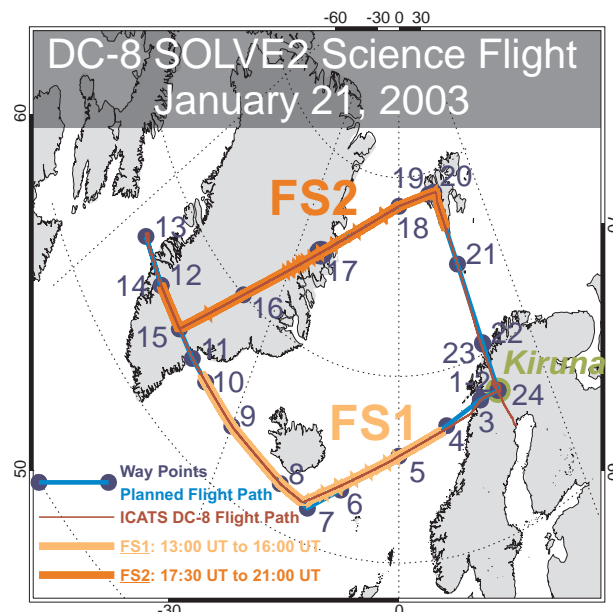 -60 -30 0 30
DC-8 SOLVE2 Science Flight
January 21, 2003
60
FS2
19 20
18
13
17
21
14 12
16
15
22
11
23
Kiruna
10
1 2
24
3
9
FS1
4
5
8
50
6
7
Way Points
Planned Flight Path
ICATS DC-8 Flight Path
FS1: 13:00 UT to 16:00 UT
FS2: 17:30 UT to 21:00 UT
-30 0